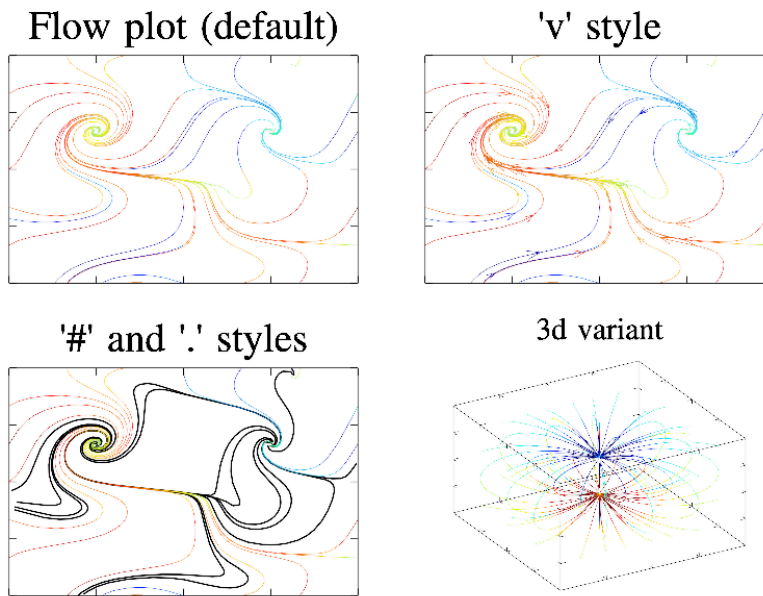 Flow plot (default)
'v' style
'#' and '.' styles
3d variant